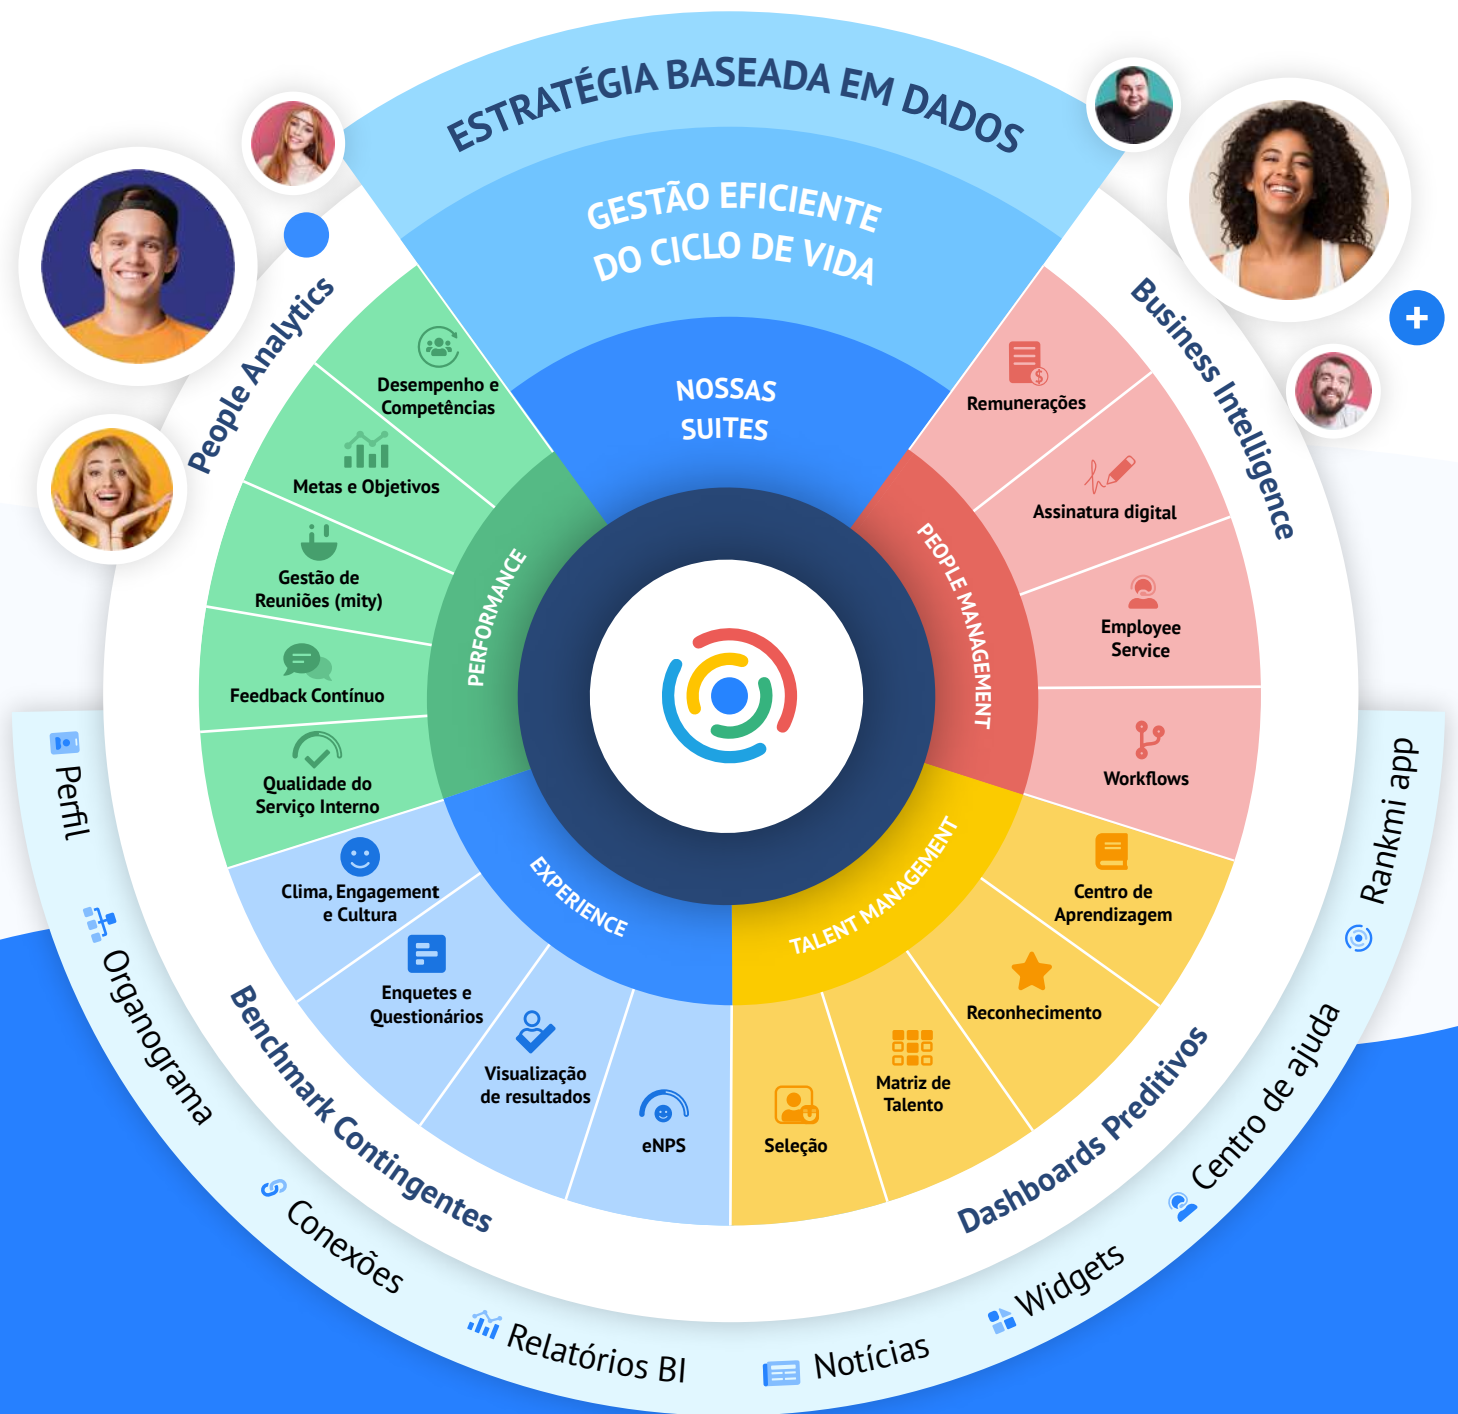 ESTRATÉGIA BASEADA EM DADOS
GESTÃO EFICIENTE
DO CICLO DE VIDA
NOSSAS
SUITES
People Analytics
Business Intelligence
Benchmark Contingentes
Dashboards Preditivos
PERFORMANCE
Desempenho e
Competências
Metas e Objetivos
Gestão de
Reuniões (mity)
Feedback Contínuo
Qualidade do
Serviço Interno
EXPERIENCE
Clima, Engagement
e Cultura
Enquetes e
Questionários
Visualização
de resultados
eNPS
TALENT MANAGEMENT
Seleção
Matriz de
Talento
Reconhecimento
Centro de
Aprendizagem
PEOPLE MANAGEMENT
Remunerações
$
Assinatura digital
Employee
Service
Workflows
Perfil
Organograma
Conexões
Relatórios BI
Notícias
Widgets
Centro de ajuda
Rankmi app